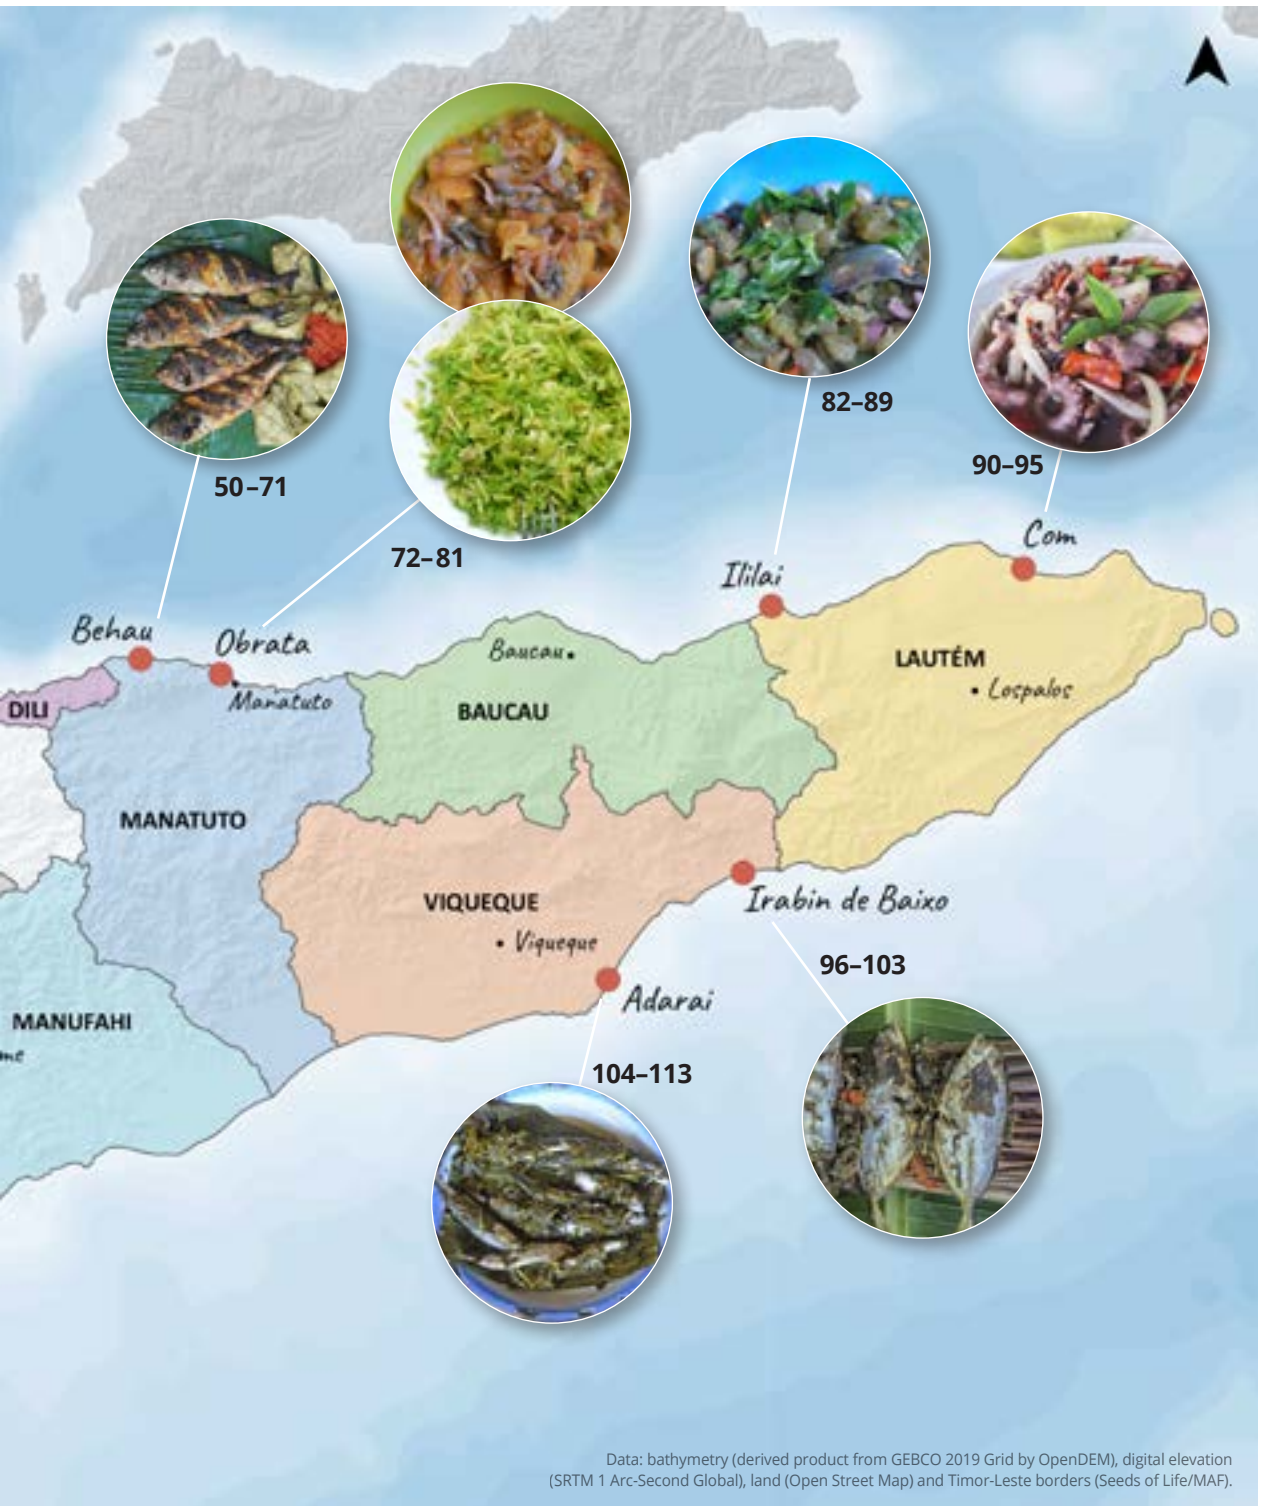 82–89
90–95
50–71
Com
72–81
Ililai
Behau
Obrata
Baucau
LAUTÉM
Lospalos
Manatuto
DILI
BAUCAU
MANATUTO
VIQUEQUE
Irabin de Baixo
Viqueque
96–103
Adarai
MANUFAHI
me
104–113
Data: bathymetry (derived product from GEBCO 2019 Grid by OpenDEM), digital elevation
(SRTM 1 Arc-Second Global), land (Open Street Map) and Timor-Leste borders (Seeds of Life/MAF).